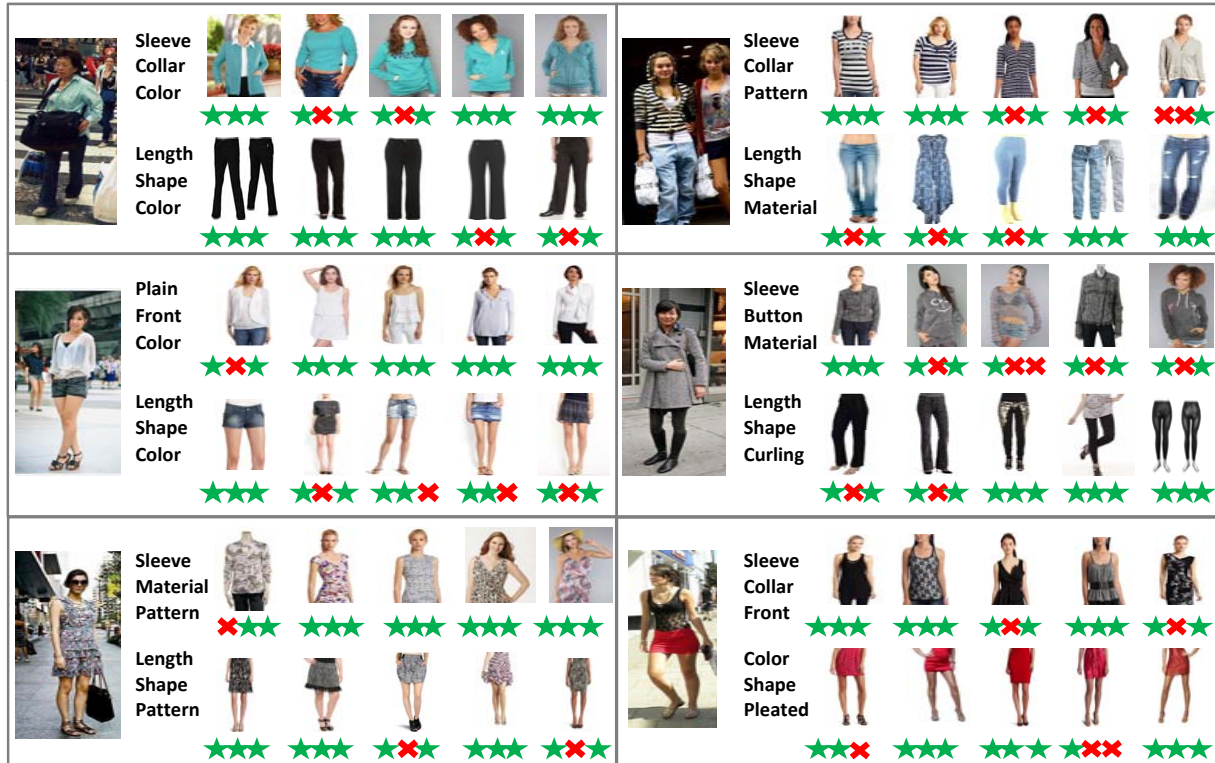 Sleeve
Collar
Color
Length
Shape
Color
Sleeve
Collar
Pattern
Length
Shape
Material
Plain
Front
Color
Length
Shape
Color
Sleeve
Button
Material
Length
Shape
Curling
Sleeve
Material
Pattern
Length
Shape
Pattern
Sleeve
Collar
Front
Color
Shape
Pleated